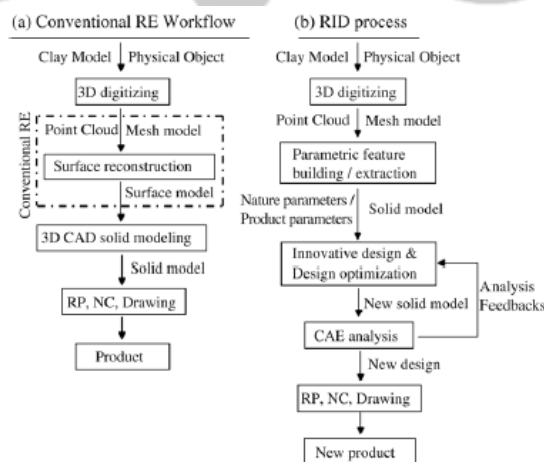 (a) Conventional RE Workflow
Clay Model Physical Object
3D digitizing
Conventional RE
Point Cloud Mesh model
Surface reconstruction
Surface model
3D CAD solid modeling
Solid model
RP, NC, Drawing
Product
(b) RID process
Clay Model Physical Object
3D digitizing
Point Cloud Mesh model
Parametric feature
building / extraction
Nature parameters /
Product parameters
Solid model
Innovative design &
Design optimization
Analysis
Feedbacks
New solid model
CAE analysis
New design
RP, NC, Drawing
New product